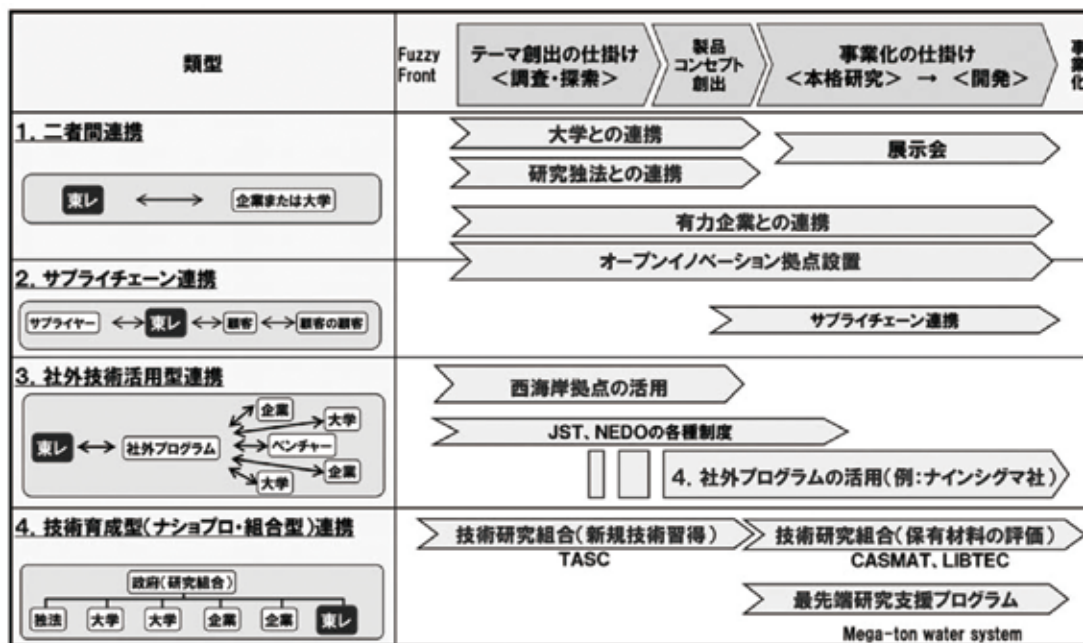 類型
Fuzzy
Front
テーマ創出の仕掛け
<調査・探索>
製品
コンセプト
創出
事業化の仕掛け
<本格研究> → <開発>
事業化
1. 二者間連携
東レ
企業または大学
大学との連携
研究独法との連携
展示会
有力企業との連携
オープンイノベーション拠点設置
2. サプライチェーン連携
サプライヤー
東レ
顧客
顧客の顧客
サプライチェーン連携
3. 社外技術活用型連携
東レ
社外プログラム
企業
大学
ベンチャー
企業
大学
西海岸拠点の活用
JST、NEDOの各種制度
4. 社外プログラムの活用(例:ナインシグマ社)
4. 技術育成型(ナショプロ・組合型)連携
政府(研究組合)
独法
大学
大学
企業
企業
東レ
技術研究組合(新規技術習得)
TASC
技術研究組合(保有材料の評価)
CASMAT、LIBTEC
最先端研究支援プログラム
Mega-ton water system